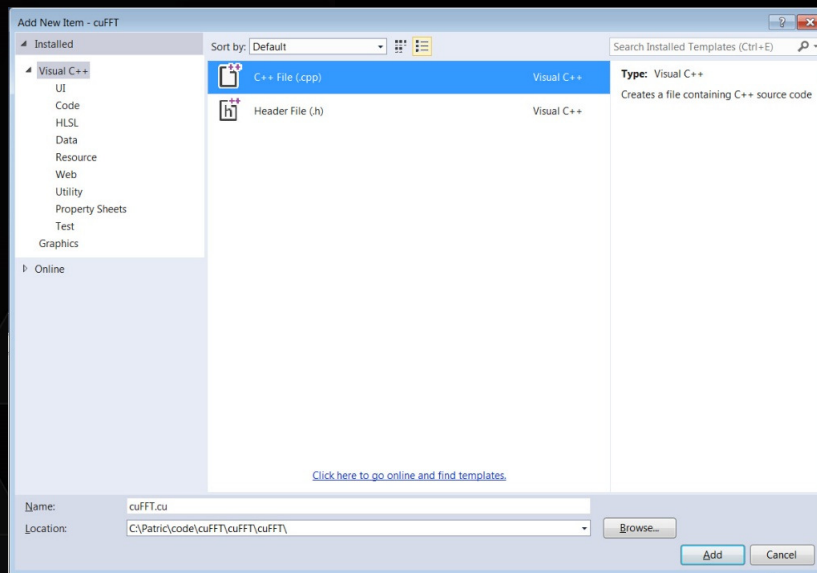 Add New Item - cuFFT
Installed
Sort by: Default
Search Installed Templates (Ctrl+E)
Visual C++
UI
Code
HLSL
Data
Resource
Web
Utility
Property Sheets
Test
Graphics
Online
C++ File (.cpp) Visual C++
Header File (.h) Visual C++
Type: Visual C++
Creates a file containing C++ source code
Click here to go online and find templates.
Name: cuFFT.cu
Location: C:\Patric\code\cuFFT\cuFFT\cuFFT\
Browse...
Add Cancel